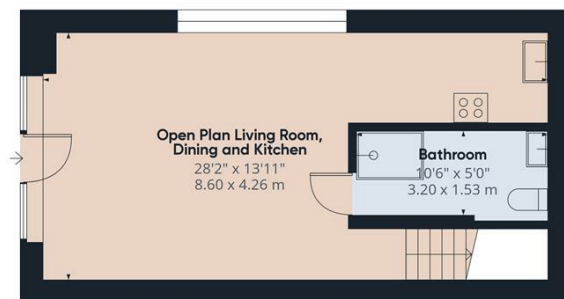 Open Plan Living Room,
Dining and Kitchen
28'2" x 13'11"
8.60 x 4.26 m
Bathroom
10'6" x 5'0"
3.20 x 1.53 m